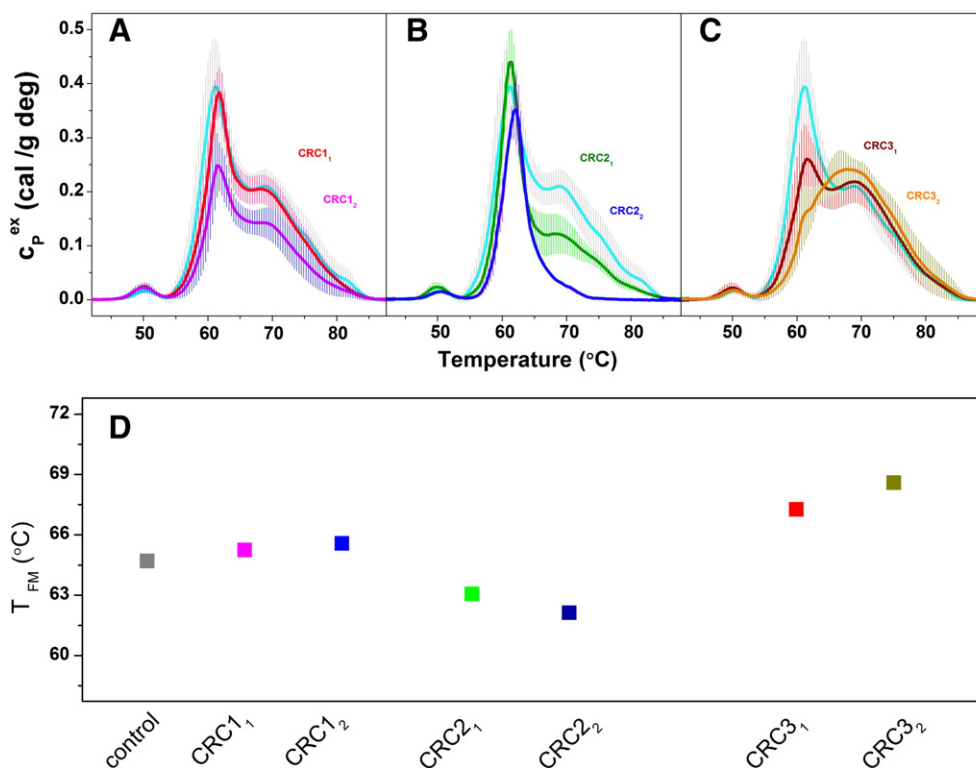 A
B
C
c_P^ex (cal /g deg)
0.5
0.4
0.3
0.2
0.1
0.0
CRC1₁
CRC1₂
CRC2₁
CRC2₂
CRC3₁
CRC3₂
50 60 70 80 50 60 70 80 50 60 70 80
Temperature (°C)
D
T_FM (°C)
72
69
66
63
60
control CRC1₁ CRC1₂ CRC2₁ CRC2₂ CRC3₁ CRC3₂